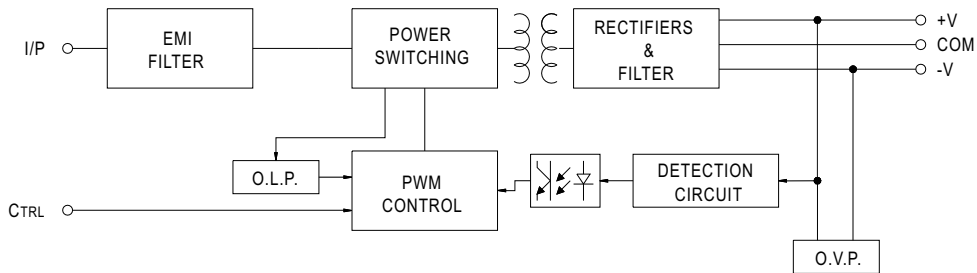 I/P
EMI
FILTER
POWER
SWITCHING
RECTIFIERS
&
FILTER
+V
COM
-V
O.L.P.
PWM
CONTROL
DETECTION
CIRCUIT
CTRL
O.V.P.